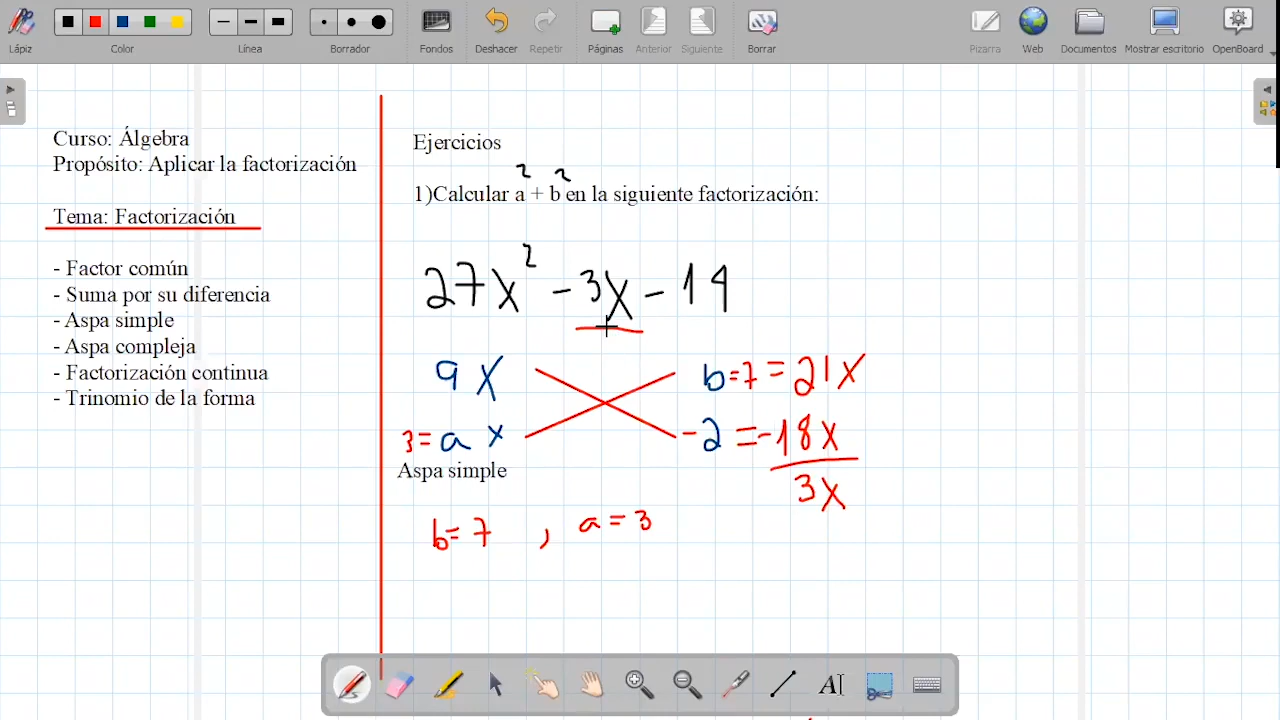 Lápiz Color Línea Borrador Fondos Deshacer Repetir Páginas Anterior Siguiente Borrar Pizarra Web Documentos Mostrar escritorio OpenBoard
Curso: Álgebra
Propósito: Aplicar la factorización
Tema: Factorización
- Factor común
- Suma por su diferencia
- Aspa simple
- Aspa compleja
- Factorización continua
- Trinomio de la forma
Ejercicios
1)Calcular a² + b² en la siguiente factorización:
27x² - 3x - 14
9x b=7 = 21x
3= a x -2 = -18x
3x
Aspa simple
b= 7 , a = 3